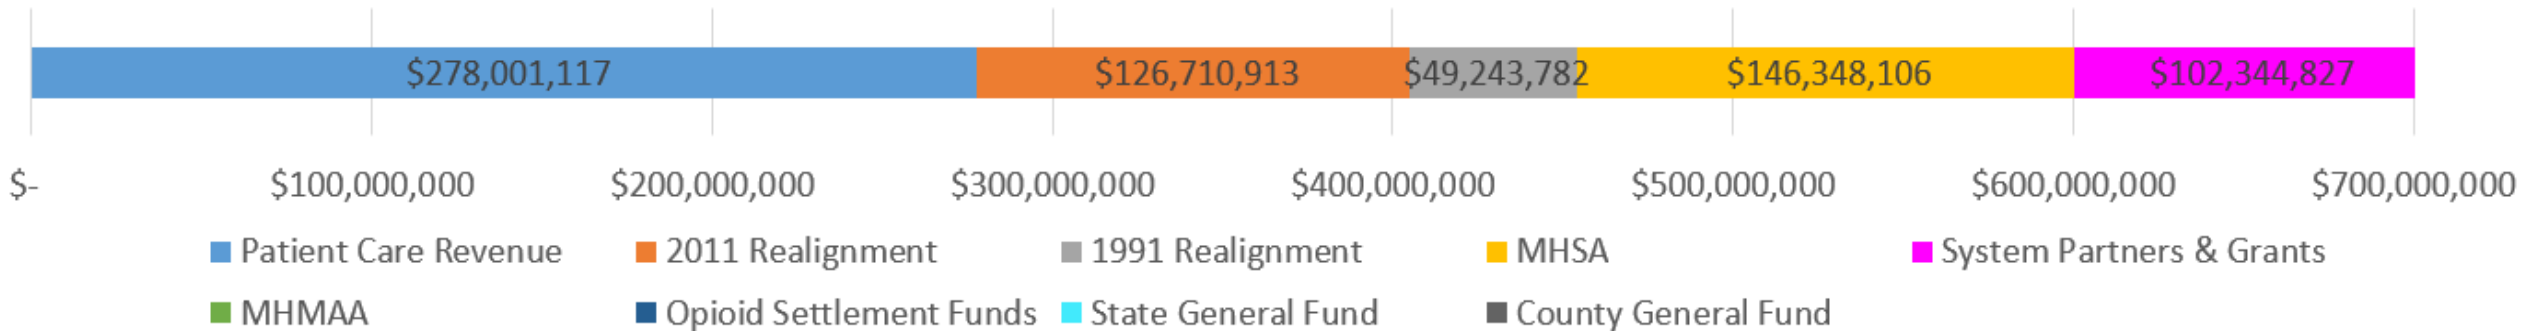 $278,001,117 $126,710,913 $49,243,782 $146,348,106 $102,344,827
$- $100,000,000 $200,000,000 $300,000,000 $400,000,000 $500,000,000 $600,000,000 $700,000,000
Patient Care Revenue 2011 Realignment 1991 Realignment MHSA System Partners & Grants
MHMAA Opioid Settlement Funds State General Fund County General Fund